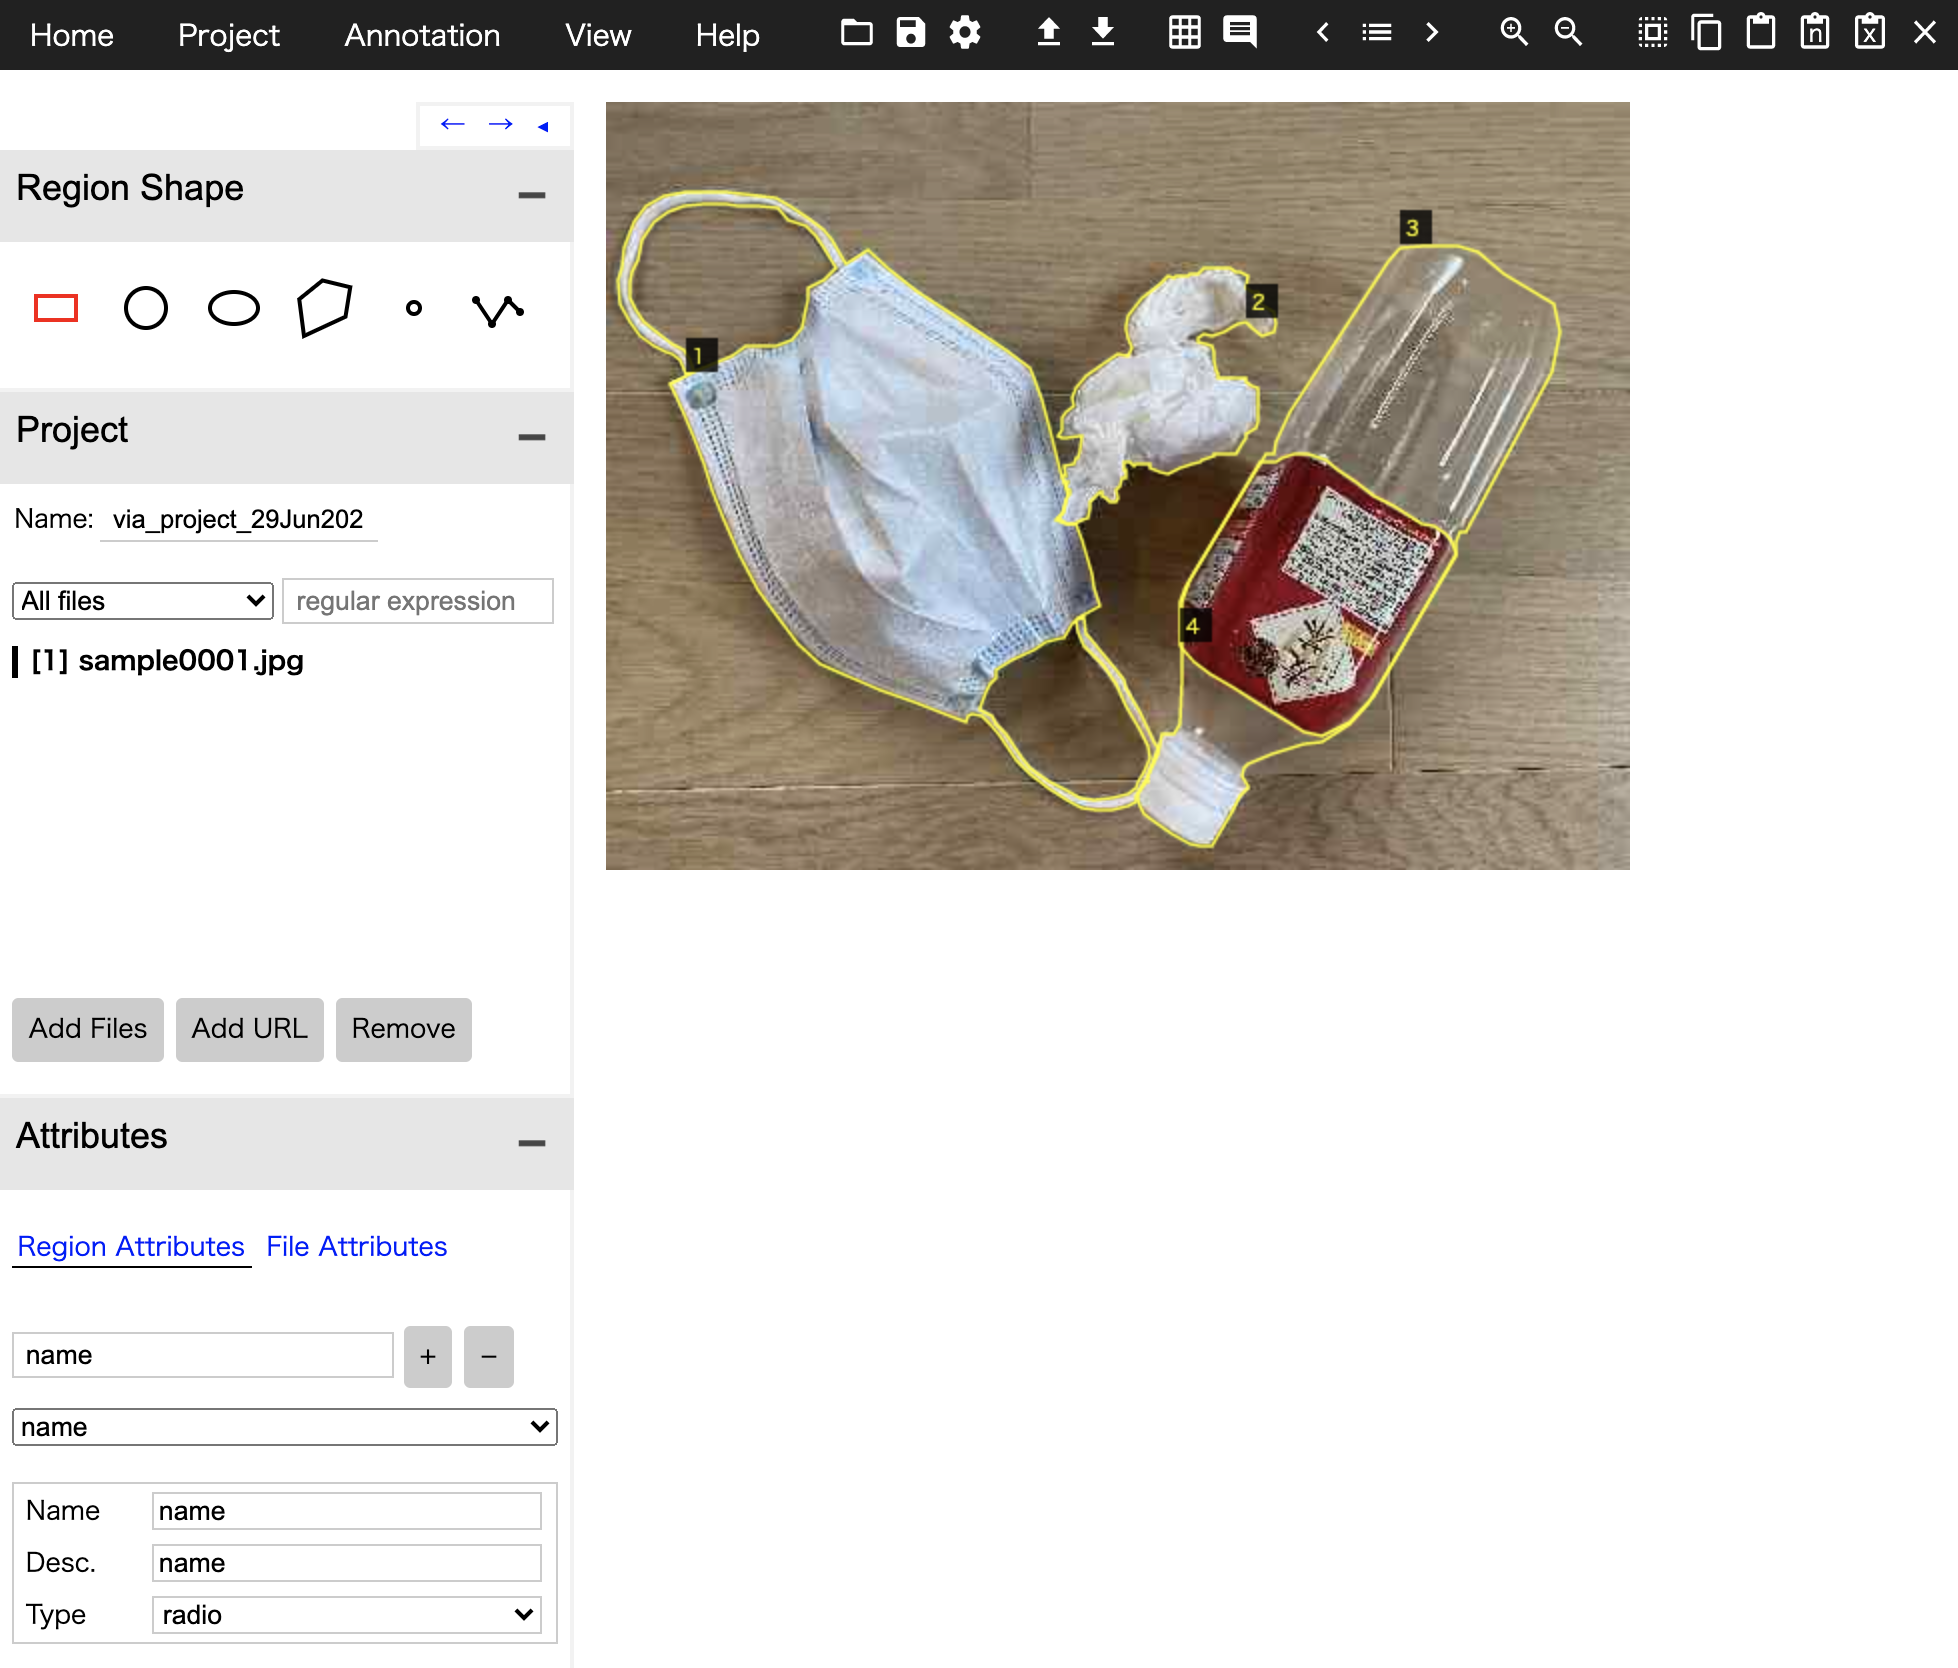 Home Project Annotation View Help
n x
← → ◂
Region Shape
Project
Name: via_project_29Jun202
All files regular expression
[1] sample0001.jpg
Add Files Add URL Remove
Attributes
Region Attributes File Attributes
name + −
name
Name name
Desc. name
Type radio
1
2
3
4